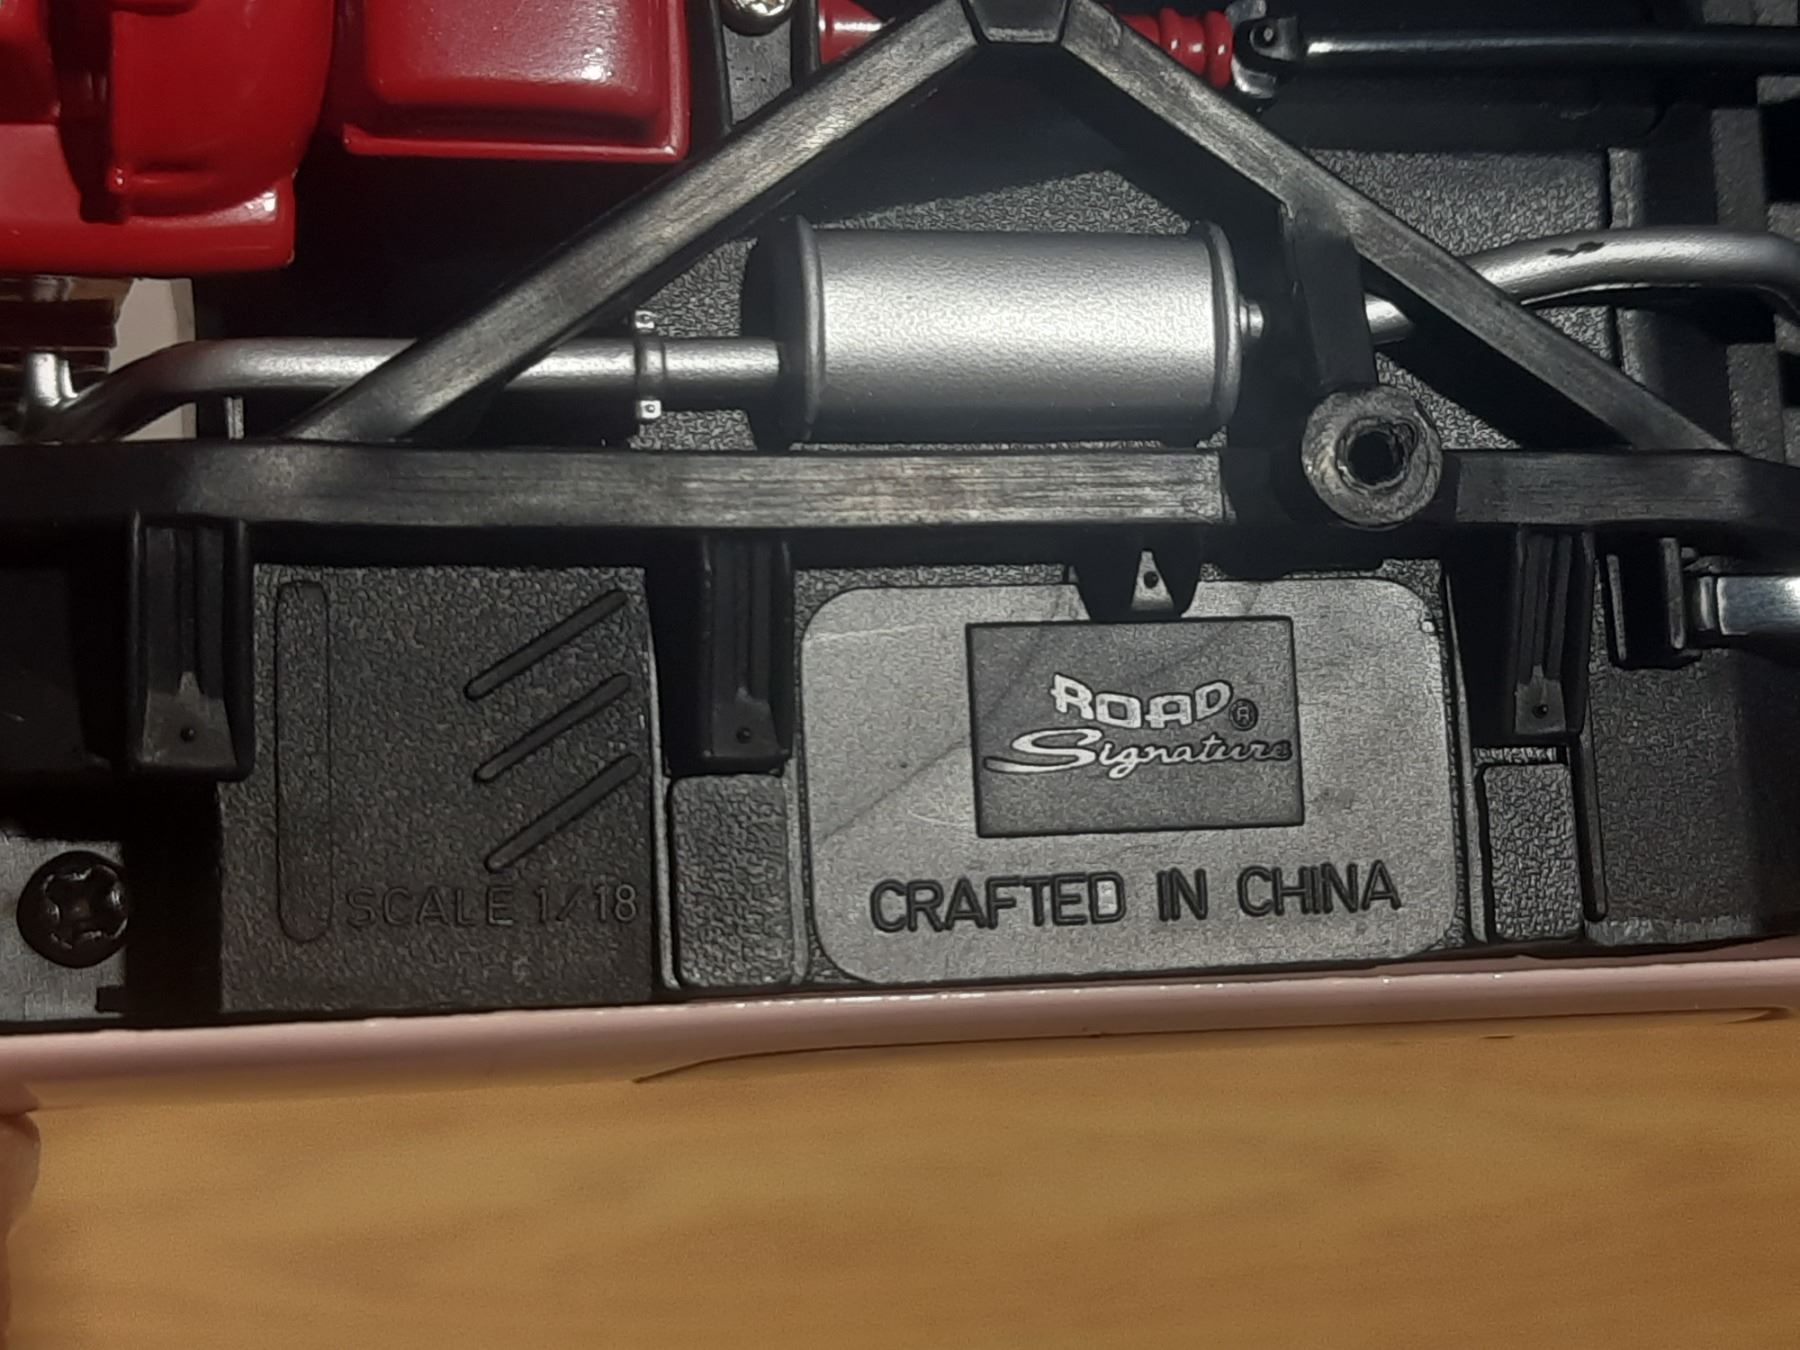 ROAD ®
Signature
SCALE 1/18
CRAFTED IN CHINA